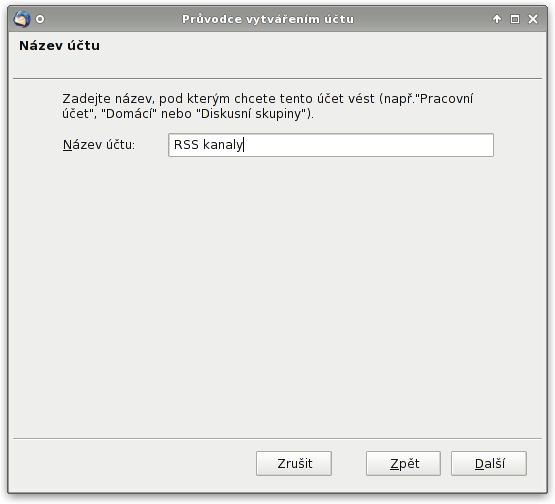 Průvodce vytvářením účtu
Název účtu
Zadejte název, pod kterým chcete tento účet vést (např."Pracovní
účet", "Domácí" nebo "Diskusní skupiny").
Název účtu: RSS kanaly
Zrušit Zpět Další